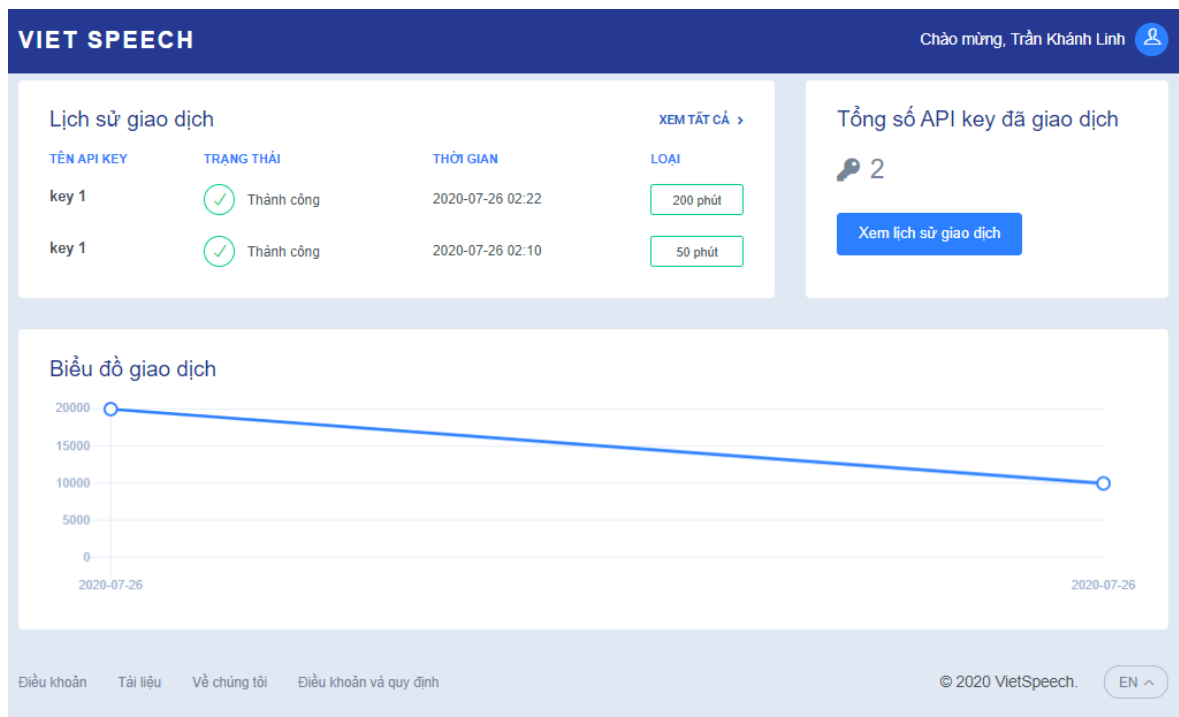 VIET SPEECH
Chào mừng, Trần Khánh Linh
Lịch sử giao dịch
XEM TẤT CẢ >
TÊN API KEY TRẠNG THÁI THỜI GIAN LOẠI
key 1 Thành công 2020-07-26 02:22 200 phút
key 1 Thành công 2020-07-26 02:10 50 phút
Tổng số API key đã giao dịch
2
Xem lịch sử giao dịch
Biểu đồ giao dịch
20000
15000
10000
5000
0
2020-07-26 2020-07-26
Điều khoản Tài liệu Về chúng tôi Điều khoản và quy định
© 2020 VietSpeech. EN